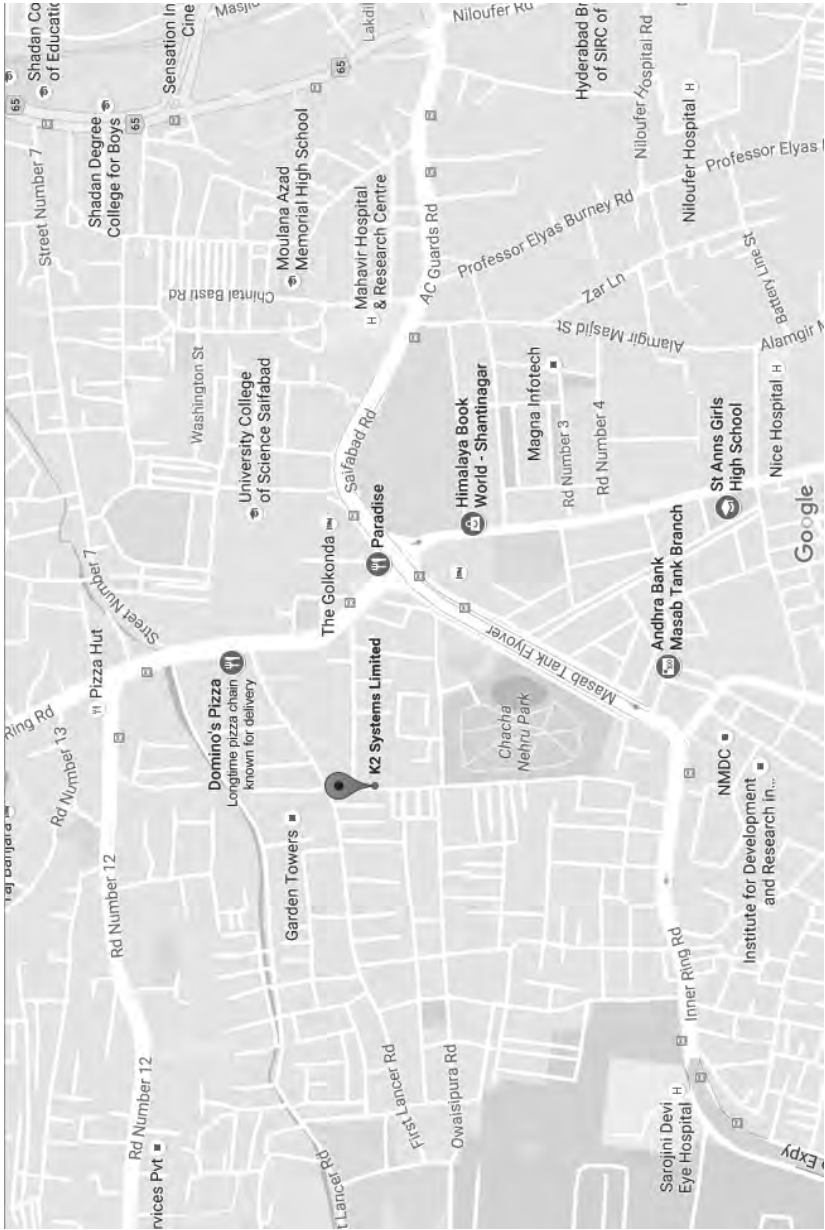 Rd Number 12
Rd Number 12
Taj Banjara
Ring Rd
Rd Number 13
Pizza Hut
Street Number 7
Street Number 7
Shadan Co
of Educatio
65
Shadan Degree
College for Boys
65
Sensation In
Cine
Masjid
rvices Pvt
Domino's Pizza
Longtime pizza chain
known for delivery
Washington St
University College
of Science Saifabad
Chintal Basti Rd
Moulana Azad
Memorial High School
65
Lakdi
t Lancer Rd
Garden Towers
The Golkonda
Saifabad Rd
Mahavir Hospital
& Research Centre
K2 Systems Limited
Paradise
First Lancer Rd
Owaisipura Rd
AC Guards Rd
Niloufer Rd
Himalaya Book
World - Shantinagar
Professor Elyas Burney Rd
Chacha
Nehru Park
Masab Tank Flyover
Magna Infotech
Rd Number 3
Rd Number 4
Alamgir Masjid St
Zar Ln
Hyderabad Br
of SIRC of
Niloufer Hospital Rd
Niloufer Hospital
Andhra Bank
Masab Tank Branch
St Anns Girls
High School
Professor Elyas
Battery Line St
Alamgir M
Inner Ring Rd
NMDC
Institute for Development
and Research in...
Nice Hospital
Sarojini Devi
Eye Hospital
Expy
Google